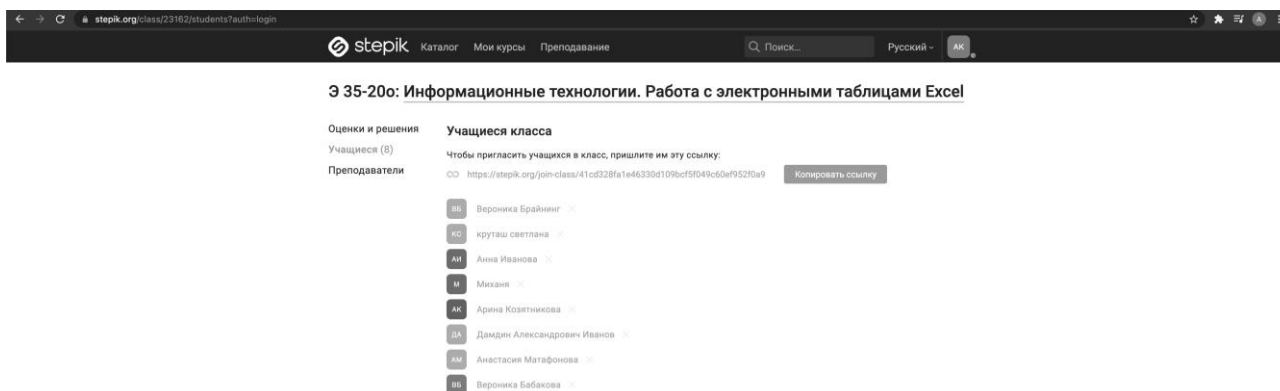 stepik.org/class/23162/students?auth=login
A
stepik Каталог Мои курсы Преподавание Поиск... Русский АК
Э 35-20о: Информационные технологии. Работа с электронными таблицами Excel
Оценки и решения
Учащиеся (8)
Преподаватели
Учащиеся класса
Чтобы пригласить учащихся в класс, пришлите им эту ссылку:
https://stepik.org/join-class/41cd328fa1e46330d109bcf5f049c60ef952f0a9 Копировать ссылку
ВБ Вероника Брайнинг
КС круташ светлана
АИ Анна Иванова
М Миханя
АК Арина Козятникова
ДА Дамдин Александрович Иванов
АМ Анастасия Матафонова
ВБ Вероника Бабакова